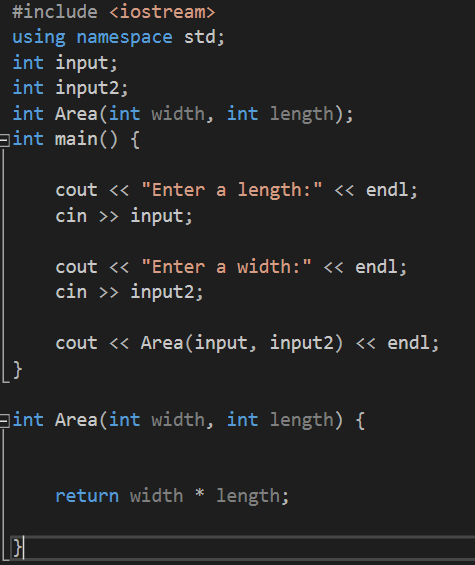 #include <iostream>
using namespace std;
int input;
int input2;
int Area(int width, int length);
int main() {
cout << "Enter a length:" << endl;
cin >> input;
cout << "Enter a width:" << endl;
cin >> input2;
cout << Area(input, input2) << endl;
}
int Area(int width, int length) {
return width * length;
}